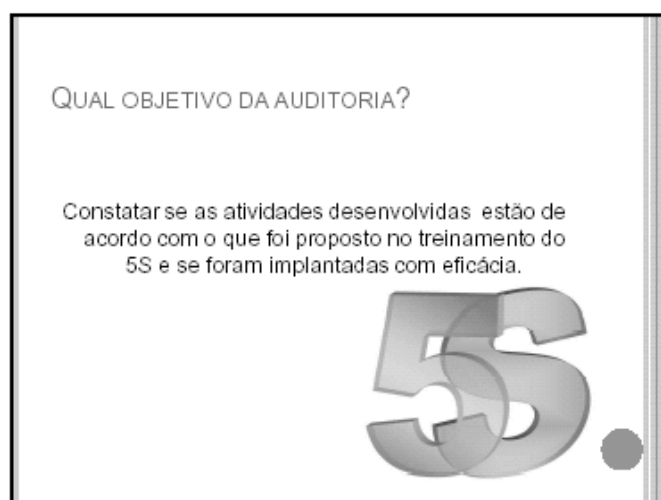 QUAL OBJETIVO DA AUDITORIA?
Constatar se as atividades desenvolvidas estão de
acordo com o que foi proposto no treinamento do
5S e se foram implantadas com eficácia.
5S